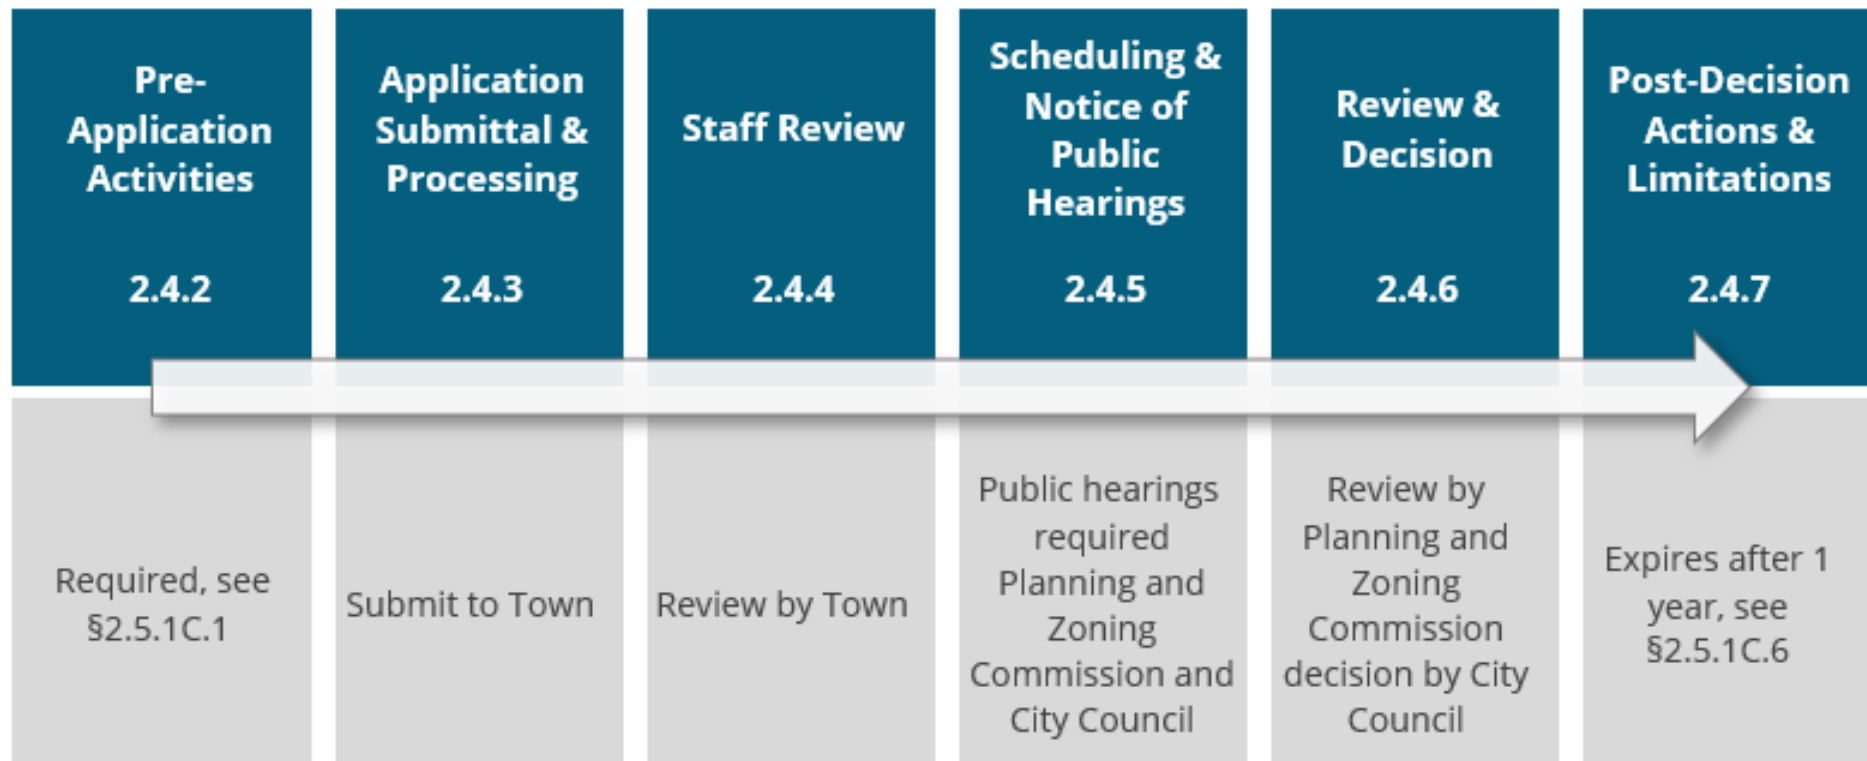 Pre-
Application
Activities
2.4.2
Application
Submittal &
Processing
2.4.3
Staff Review
2.4.4
Scheduling &
Notice of
Public
Hearings
2.4.5
Review &
Decision
2.4.6
Post-Decision
Actions &
Limitations
2.4.7
Required, see
§2.5.1C.1
Submit to Town
Review by Town
Public hearings
required
Planning and
Zoning
Commission and
City Council
Review by
Planning and
Zoning
Commission
decision by City
Council
Expires after 1
year, see
§2.5.1C.6